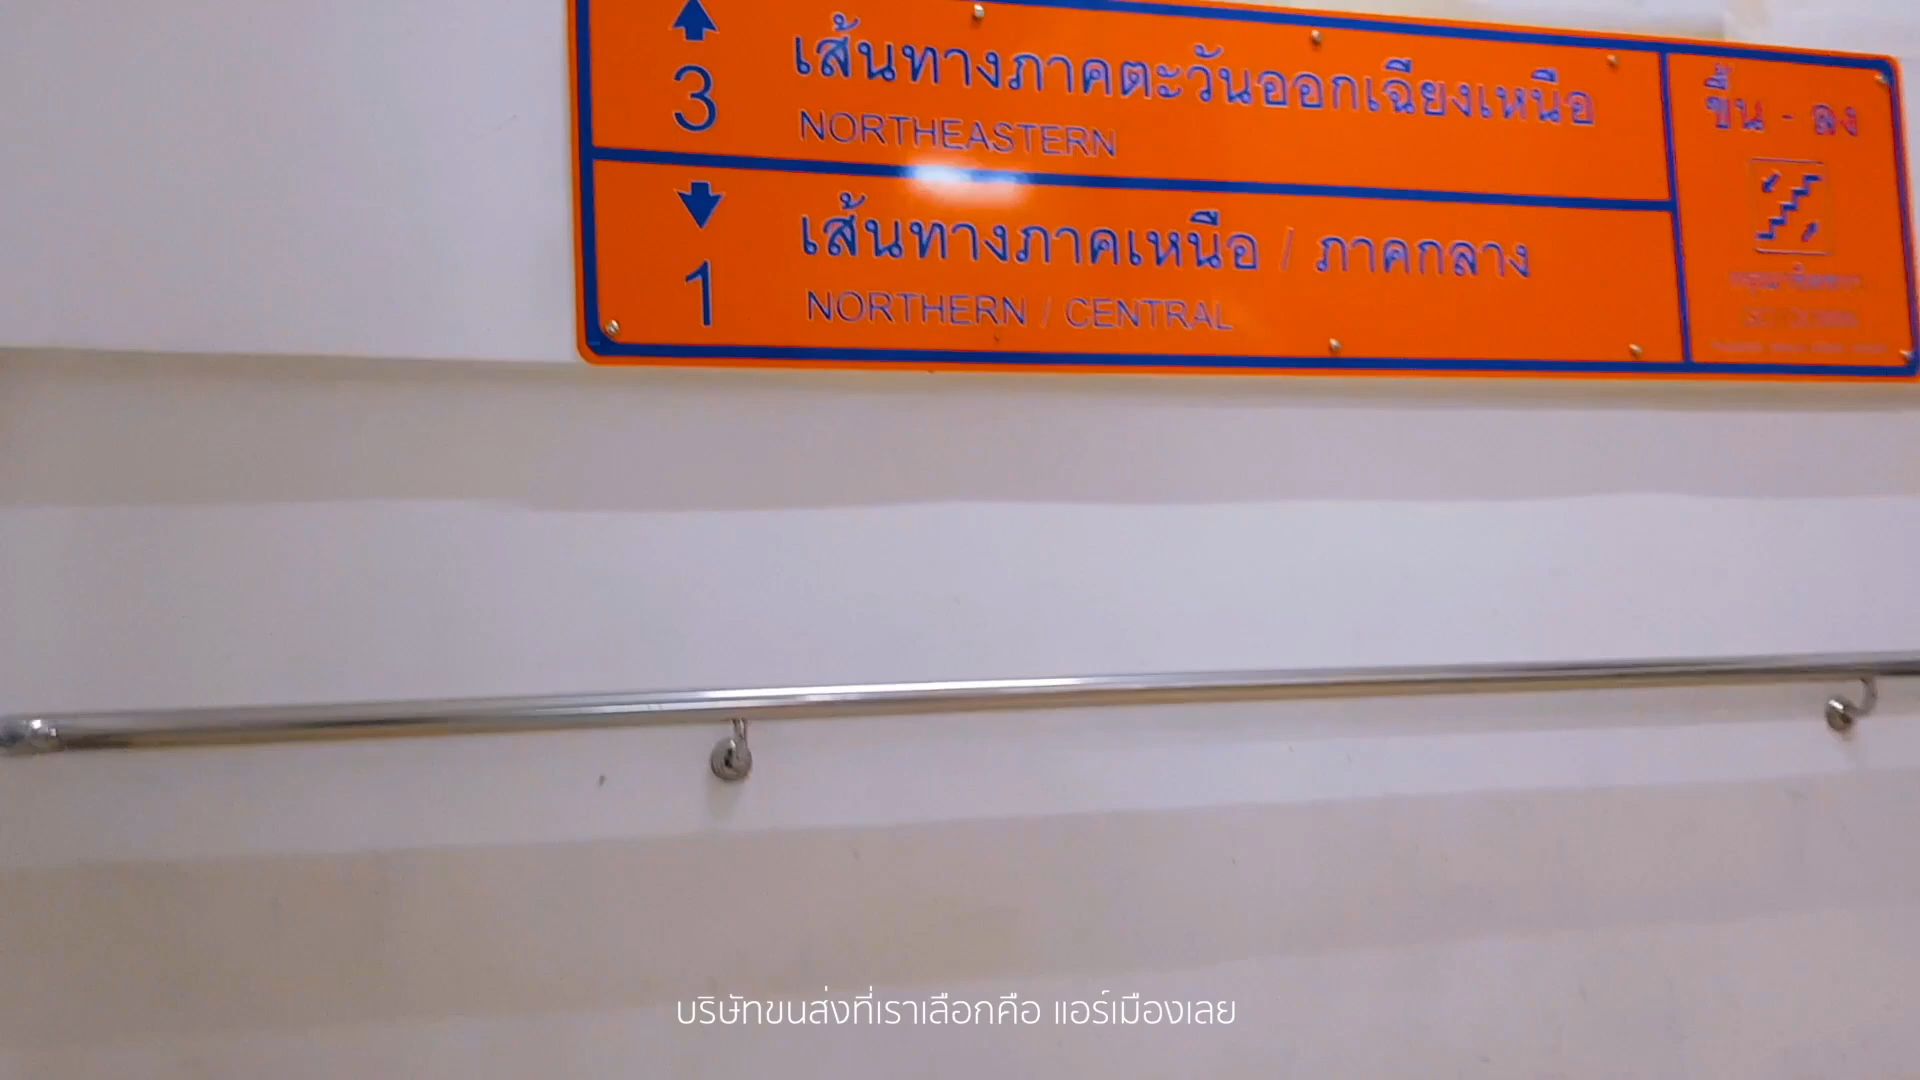 3
เส้นทางภาคตะวันออกเฉียงเหนือ
NORTHEASTERN
1
เส้นทางภาคเหนือ / ภาคกลาง
NORTHERN / CENTRAL
ขึ้น - ลง
บริษัทขนส่งที่เราเลือกคือ แอร์เมืองเลย